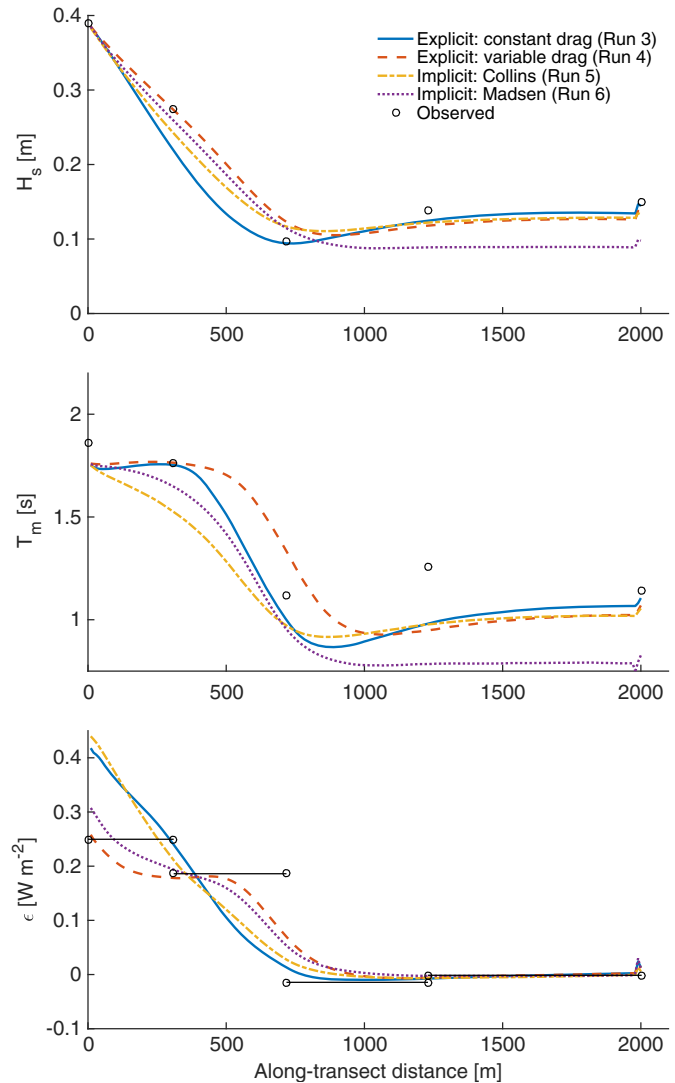 0.4
0.3
0.2
0.1
0
H_s [m]
Explicit: constant drag (Run 3)
Explicit: variable drag (Run 4)
Implicit: Collins (Run 5)
Implicit: Madsen (Run 6)
Observed
0 500 1000 1500 2000
2
1.5
1
T_m [s]
0 500 1000 1500 2000
0.4
0.3
0.2
0.1
0
-0.1
ϵ [W m⁻²]
0 500 1000 1500 2000
Along-transect distance [m]